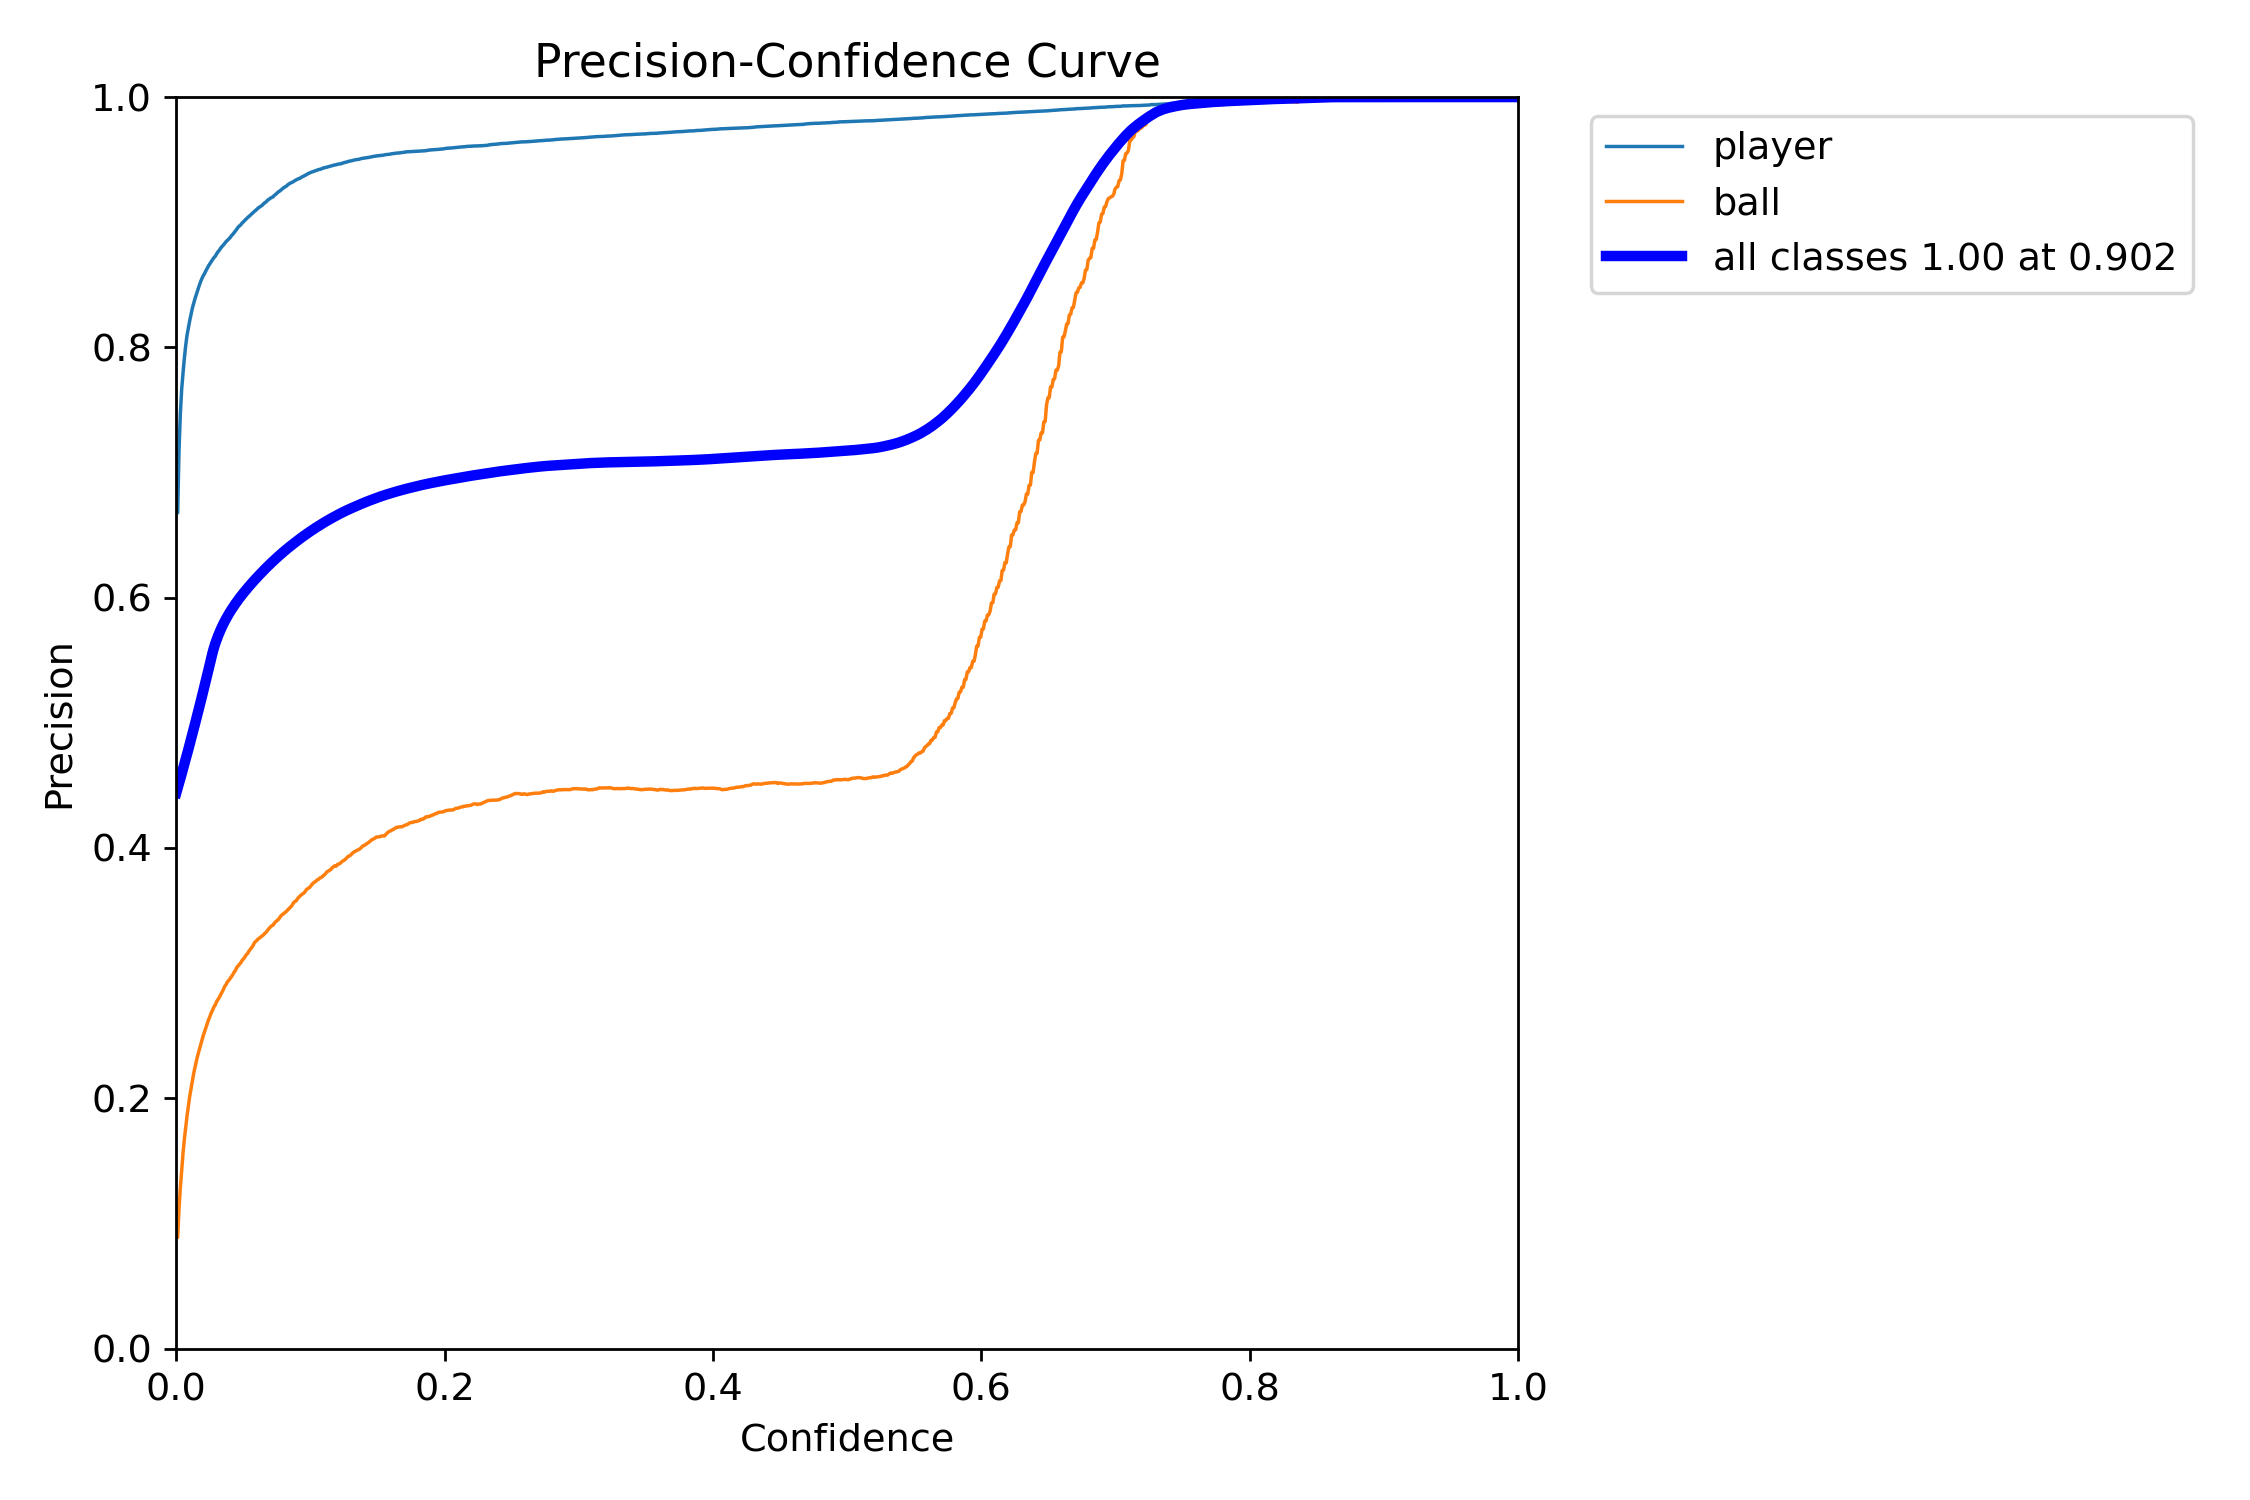 Precision-Confidence Curve
1.0
0.8
0.6
0.4
0.2
0.0
Precision
0.0 0.2 0.4 0.6 0.8 1.0
Confidence
player
ball
all classes 1.00 at 0.902